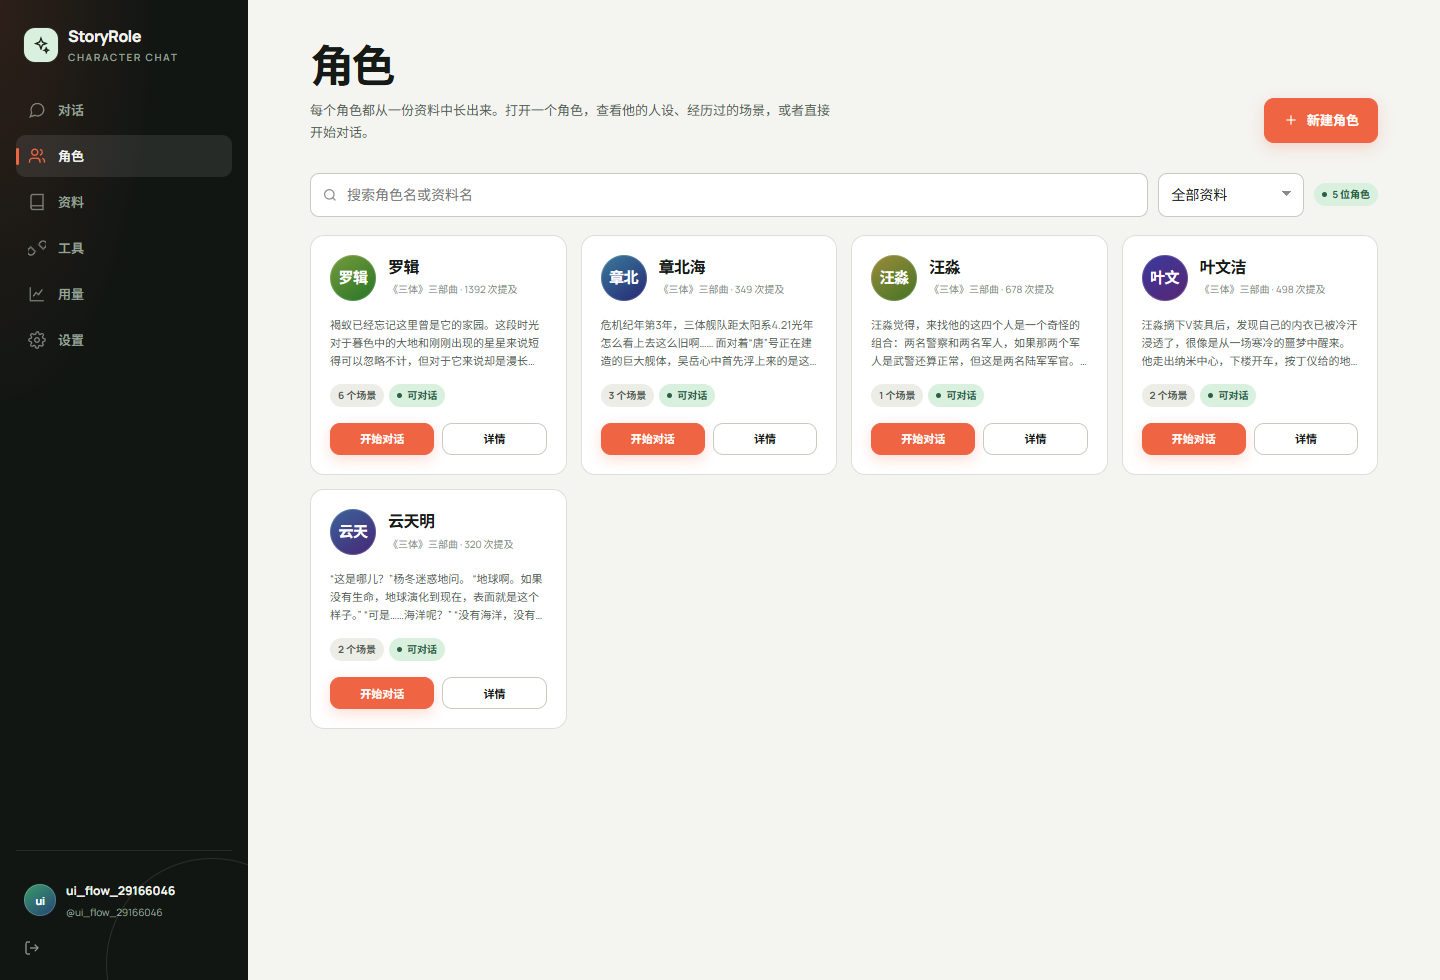 StoryRole
CHARACTER CHAT
对话
角色
资料
工具
用量
设置
ui
ui_flow_29166046
@ui_flow_29166046
角色
每个角色都从一份资料中长出来。打开一个角色，查看他的人设、经历过的场景，或者直接
开始对话。
新建角色
搜索角色名或资料名
全部资料
5 位角色
罗辑
罗辑
《三体》三部曲 · 1392 次提及
褐蚁已经忘记这里曾是它的家园。这段时光
对于暮色中的大地和刚刚出现的星星来说短
得可以忽略不计，但对于它来说却是漫长…
6 个场景
可对话
开始对话
详情
章北
章北海
《三体》三部曲 · 349 次提及
危机纪年第3年，三体舰队距太阳系4.21光年
怎么看上去这么旧啊…… 面对着“唐”号正在建
造的巨大舰体，吴岳心中首先浮上来的是这…
3 个场景
可对话
开始对话
详情
汪淼
汪淼
《三体》三部曲 · 678 次提及
汪淼觉得，来找他的这四个人是一个奇怪的
组合：两名警察和两名军人，如果那两个军
人是武警还算正常，但这是两名陆军军官。…
1 个场景
可对话
开始对话
详情
叶文
叶文洁
《三体》三部曲 · 498 次提及
汪淼摘下V装具后，发现自己的内衣已被冷汗
浸透了，很像是从一场寒冷的噩梦中醒来。
他走出纳米中心，下楼开车，按丁仪给的地…
2 个场景
可对话
开始对话
详情
云天
云天明
《三体》三部曲 · 320 次提及
“这是哪儿？”杨冬迷惑地问。 “地球啊。如果
没有生命，地球演化到现在，表面就是这个
样子。” “可是……海洋呢？” “没有海洋，没有…
2 个场景
可对话
开始对话
详情